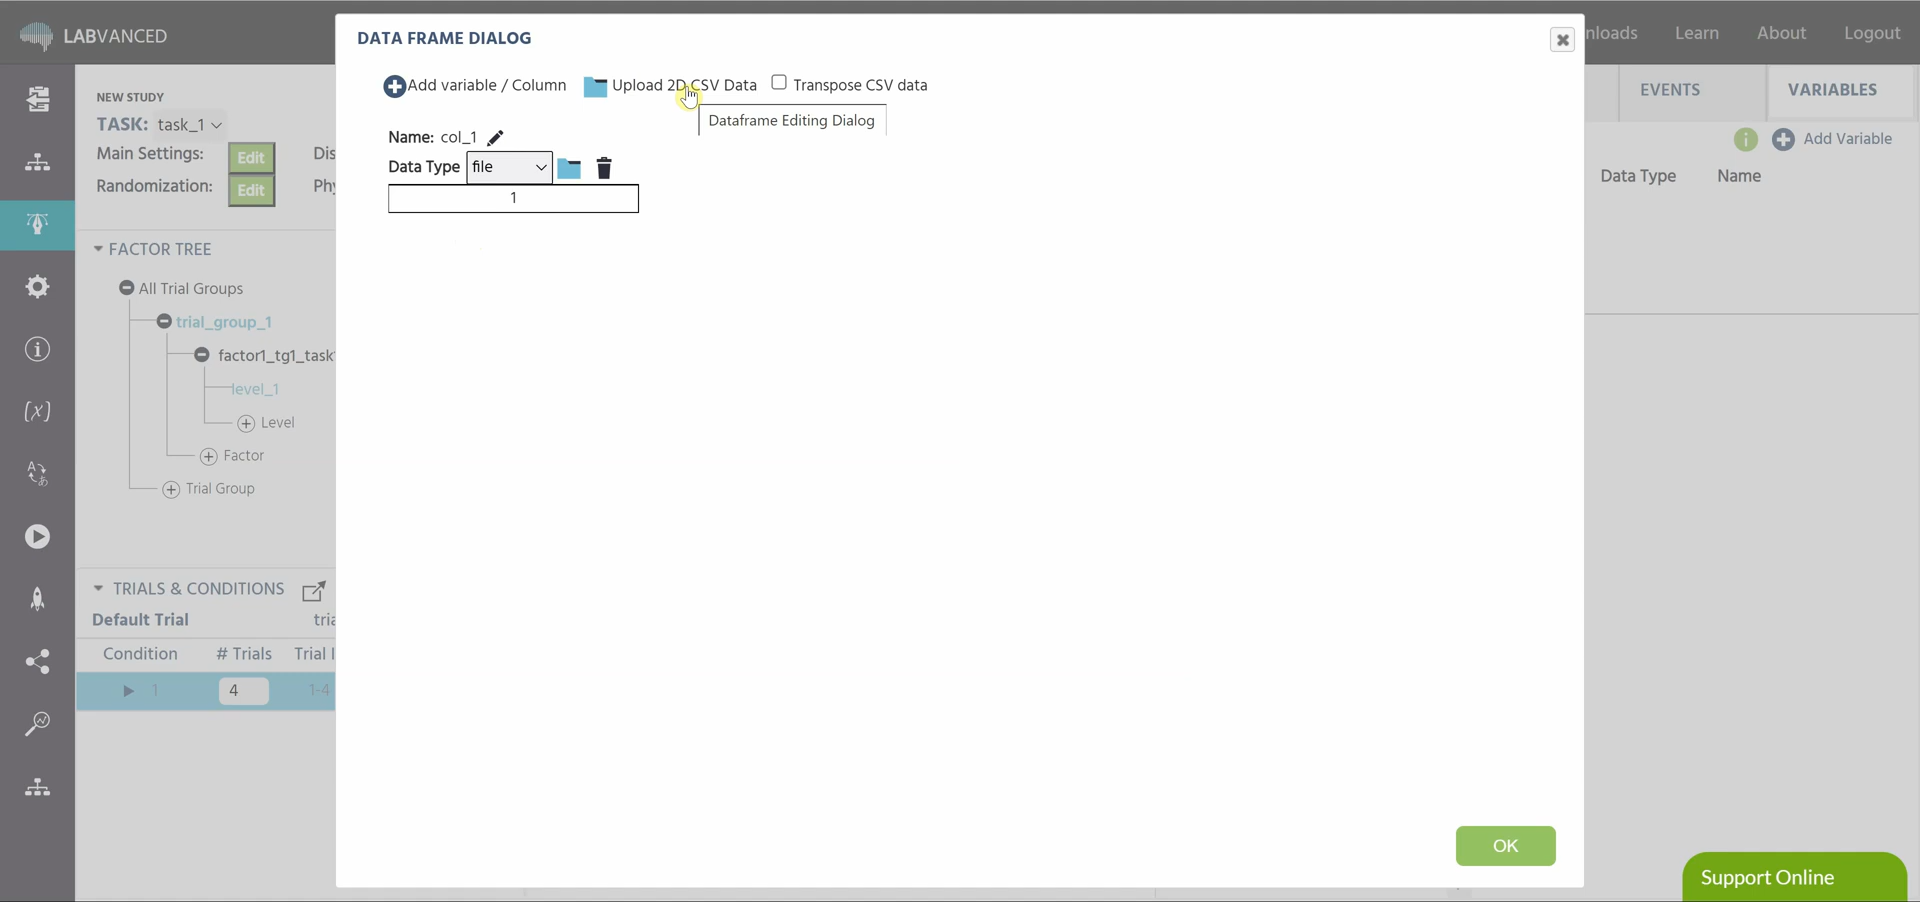 LABVANCED
nloads Learn About Logout
DATA FRAME DIALOG
Add variable / Column Upload 2D CSV Data Transpose CSV data
Dataframe Editing Dialog
Name: col_1
Data Type file
1
OK
NEW STUDY
TASK: task_1
Main Settings: Edit Dis
Randomization: Edit Phy
FACTOR TREE
All Trial Groups
trial_group_1
factor1_tg1_task
level_1
Level
Factor
Trial Group
TRIALS & CONDITIONS
Default Trial tria
Condition # Trials Trial I
1 4 1-4
EVENTS VARIABLES
Add Variable
Data Type Name
Support Online